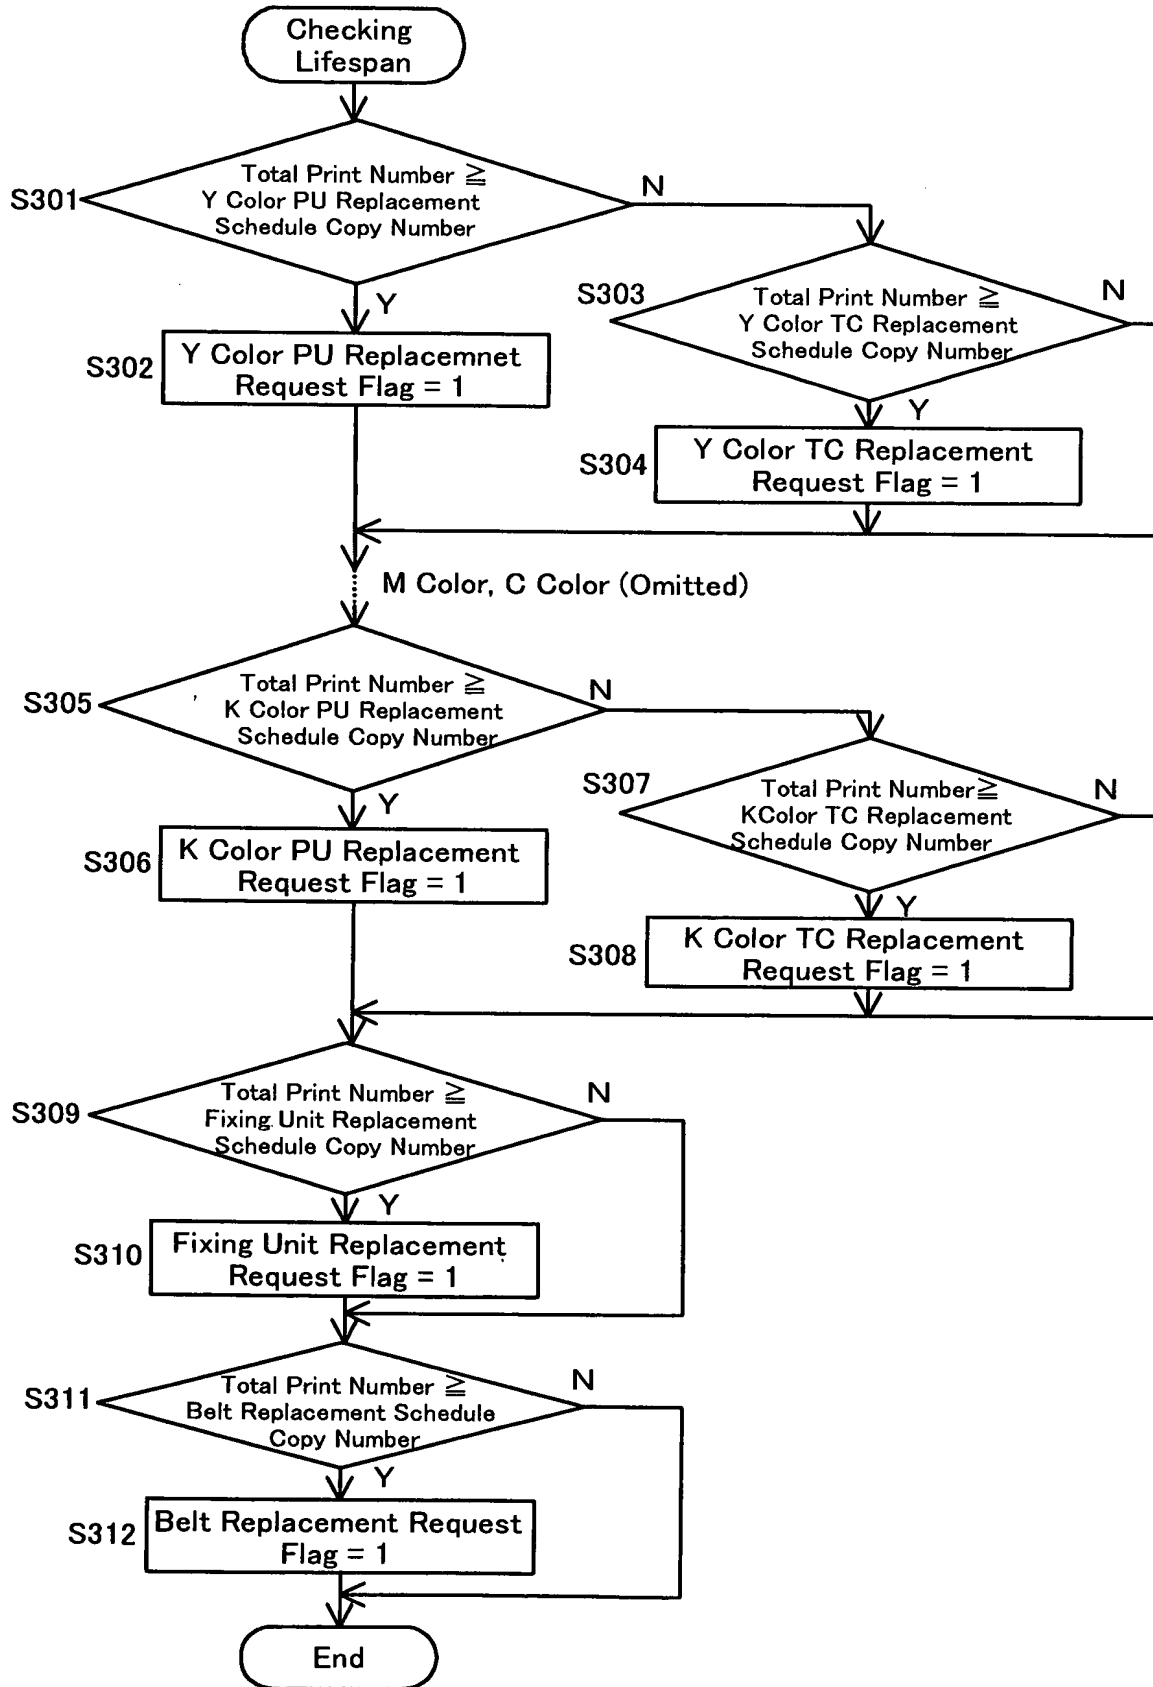 Checking
Lifespan
S301
Total Print Number ≧
Y Color PU Replacement
Schedule Copy Number
N
Y
S302
Y Color PU Replacemnet
Request Flag = 1
S303
Total Print Number ≧
Y Color TC Replacement
Schedule Copy Number
N
Y
S304
Y Color TC Replacement
Request Flag = 1
M Color, C Color (Omitted)
S305
Total Print Number ≧
K Color PU Replacement
Schedule Copy Number
N
Y
S306
K Color PU Replacement
Request Flag = 1
S307
Total Print Number≧
KColor TC Replacement
Schedule Copy Number
N
Y
S308
K Color TC Replacement
Request Flag = 1
S309
Total Print Number ≧
Fixing Unit Replacement
Schedule Copy Number
N
Y
S310
Fixing Unit Replacement
Request Flag = 1
S311
Total Print Number ≧
Belt Replacement Schedule
Copy Number
N
Y
S312
Belt Replacement Request
Flag = 1
End